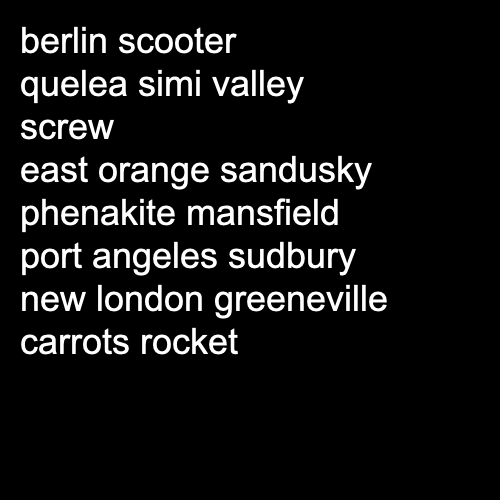 berlin scooter
quelea simi valley
screw
east orange sandusky
phenakite mansfield
port angeles sudbury
new london greeneville
carrots rocket